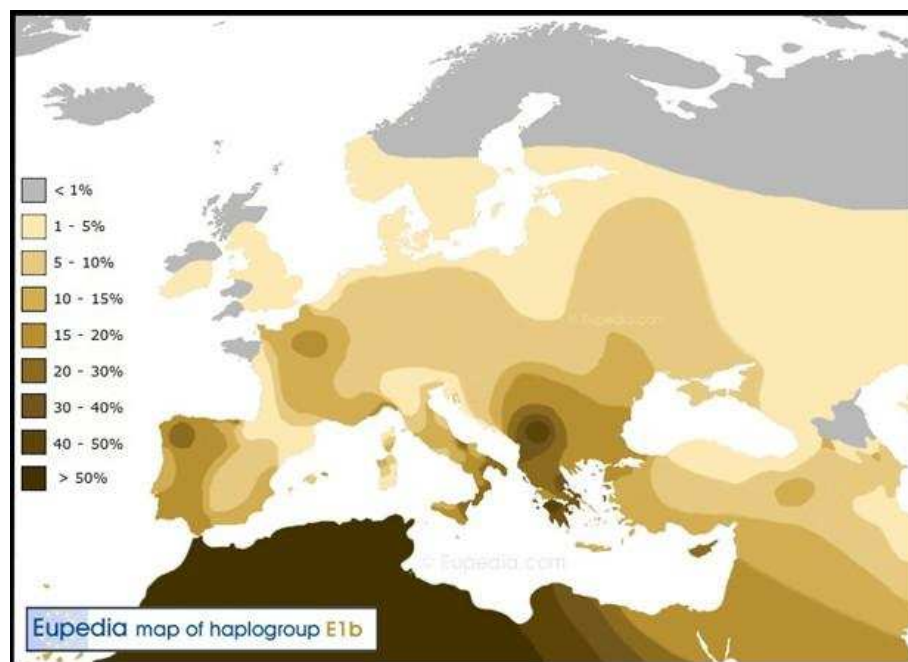 < 1%
1 - 5%
5 - 10%
10 - 15%
15 - 20%
20 - 30%
30 - 40%
40 - 50%
> 50%
© Eupedia.com
© Eupedia.com
Eupedia map of haplogroup E1b